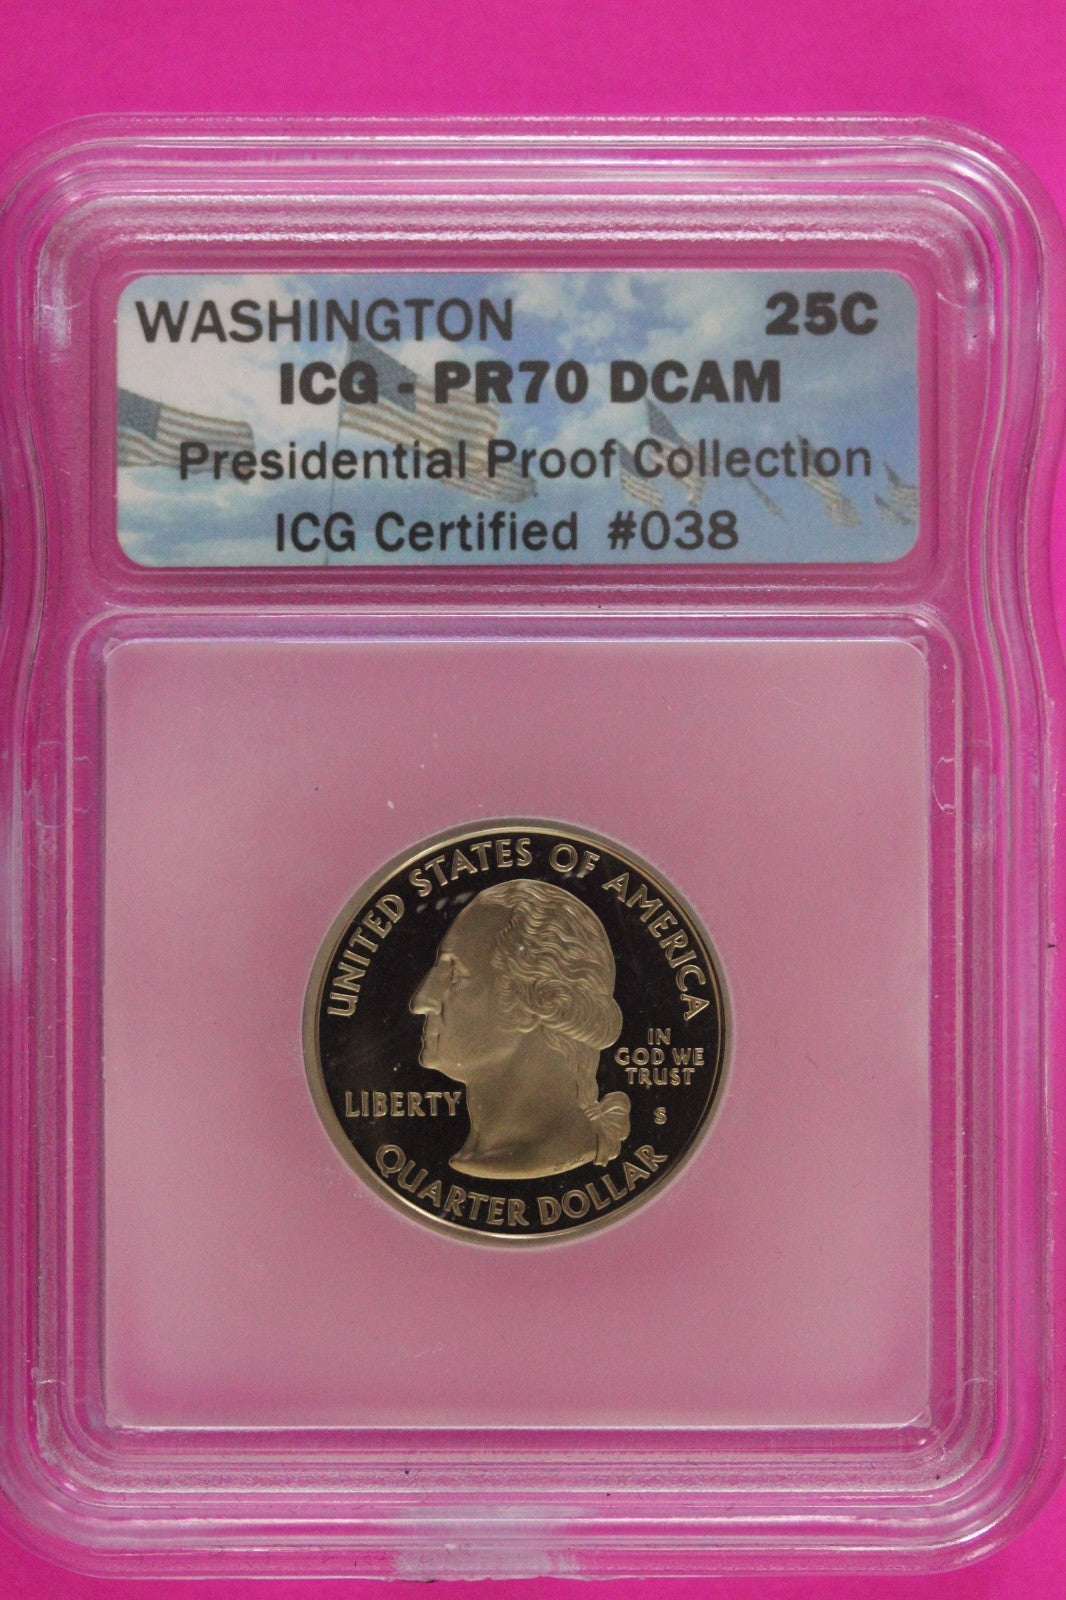 WASHINGTON 25C
ICG - PR70 DCAM
Presidential Proof Collection
ICG Certified #038
UNITED STATES OF AMERICA
IN
GOD WE
TRUST
LIBERTY
S
QUARTER DOLLAR